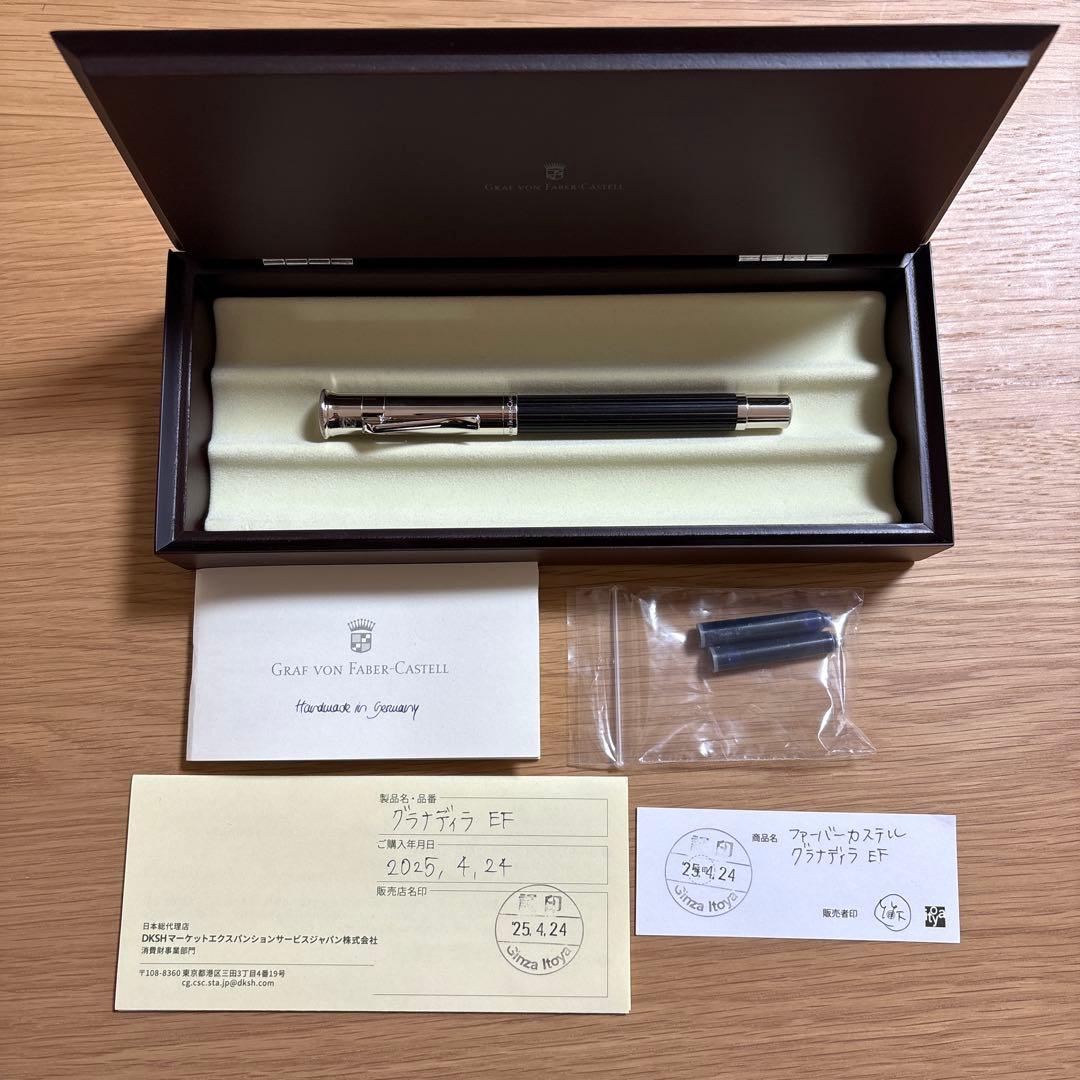 GRAF VON FABER-CASTELL
GRAF VON FABER-CASTELL
Handmade in Germany
製品名・品番
グラナディラ EF
ご購入年月日
2025, 4, 24
販売店名印
証印
'25.4.24
Ginza Itoya
日本総代理店
DKSHマーケットエクスパンションサービスジャパン株式会社
消費財事業部門
〒108-8360 東京都港区三田3丁目4番19号
cg.csc.sta.jp@dksh.com
証印
'25.4.24
Ginza Itoya
商品名
ファーバーカステル
グラナディラ EF
販売者印
itoya